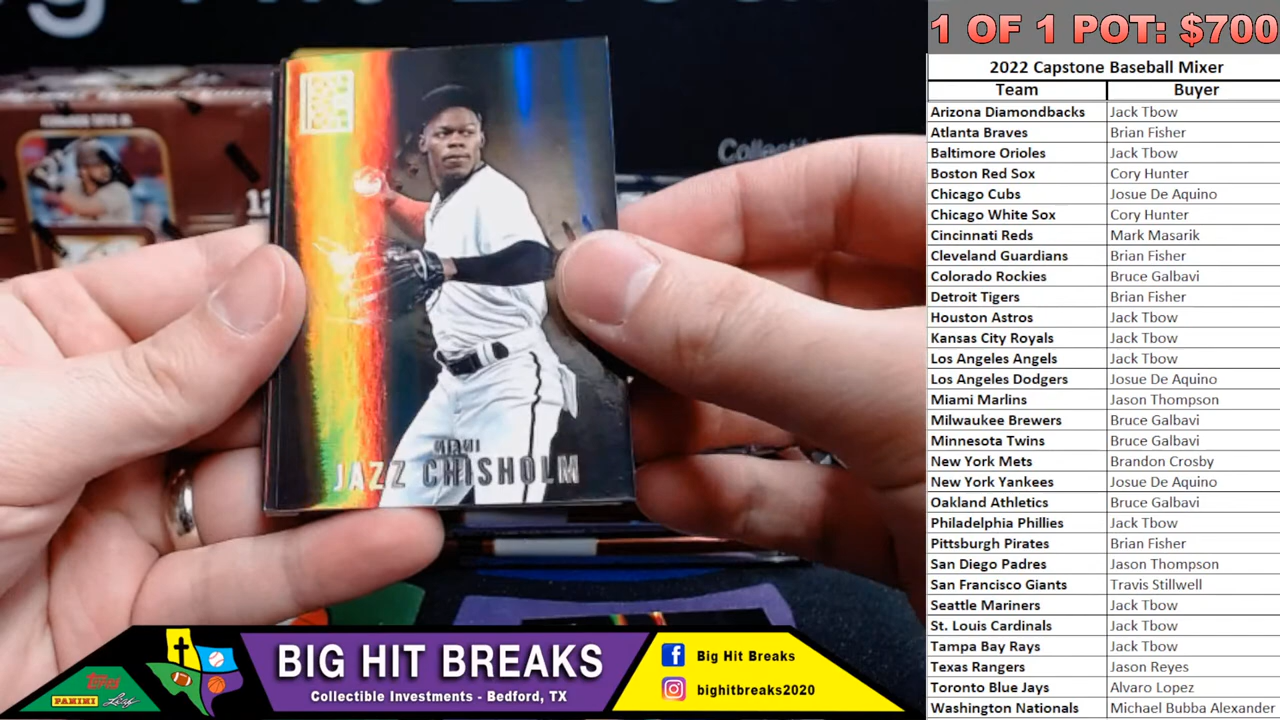 1 OF 1 POT: $700
2022 Capstone Baseball Mixer
Team Buyer
Arizona Diamondbacks Jack Tbow
Atlanta Braves Brian Fisher
Baltimore Orioles Jack Tbow
Boston Red Sox Cory Hunter
Chicago Cubs Josue De Aquino
Chicago White Sox Cory Hunter
Cincinnati Reds Mark Masarik
Cleveland Guardians Brian Fisher
Colorado Rockies Bruce Galbavi
Detroit Tigers Brian Fisher
Houston Astros Jack Tbow
Kansas City Royals Jack Tbow
Los Angeles Angels Jack Tbow
Los Angeles Dodgers Josue De Aquino
Miami Marlins Jason Thompson
Milwaukee Brewers Bruce Galbavi
Minnesota Twins Bruce Galbavi
New York Mets Brandon Crosby
New York Yankees Josue De Aquino
Oakland Athletics Bruce Galbavi
Philadelphia Phillies Jack Tbow
Pittsburgh Pirates Brian Fisher
San Diego Padres Jason Thompson
San Francisco Giants Travis Stillwell
Seattle Mariners Jack Tbow
St. Louis Cardinals Jack Tbow
Tampa Bay Rays Jack Tbow
Texas Rangers Jason Reyes
Toronto Blue Jays Alvaro Lopez
Washington Nationals Michael Bubba Alexander
MIAMI
JAZZ CHISHOLM
BIG HIT BREAKS
Collectible Investments - Bedford, TX
Big Hit Breaks
bighitbreaks2020
Topps
PANINI
Leaf